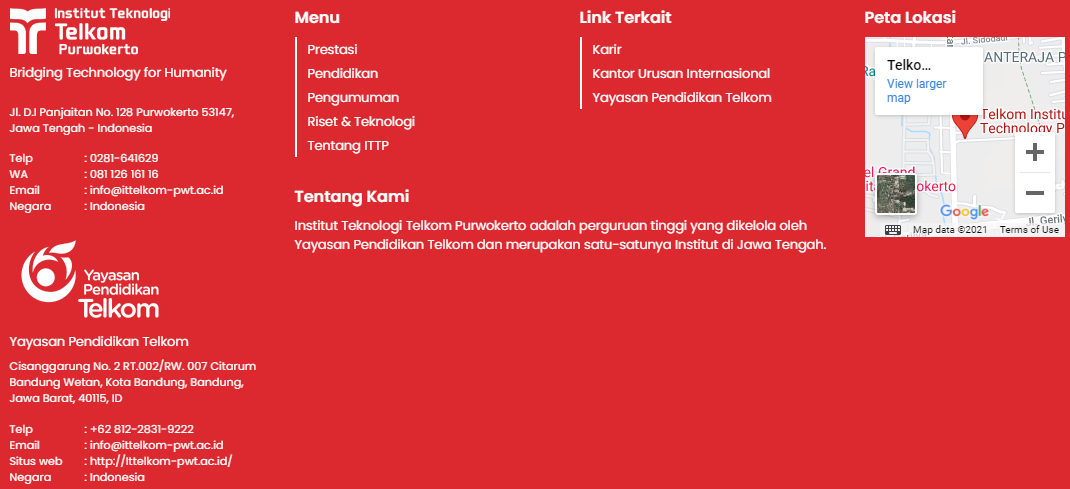 Institut Teknologi
Telkom
Purwokerto
Bridging Technology for Humanity
Jl. D.I Panjaitan No. 128 Purwokerto 53147,
Jawa Tengah - Indonesia
Telp : 0281-641629
WA : 081 126 161 16
Email : info@ittelkom-pwt.ac.id
Negara : Indonesia
Yayasan
Pendidikan
Telkom
Yayasan Pendidikan Telkom
Cisanggarung No. 2 RT.002/RW. 007 Citarum
Bandung Wetan, Kota Bandung, Bandung,
Jawa Barat, 40115, ID
Telp : +62 812-2831-9222
Email : info@ittelkom-pwt.ac.id
Situs web : http://ittelkom-pwt.ac.id/
Negara : Indonesia
Menu
Prestasi
Pendidikan
Pengumuman
Riset & Teknologi
Tentang ITTP
Tentang Kami
Institut Teknologi Telkom Purwokerto adalah perguruan tinggi yang dikelola oleh
Yayasan Pendidikan Telkom dan merupakan satu-satunya Institut di Jawa Tengah.
Link Terkait
Karir
Kantor Urusan Internasional
Yayasan Pendidikan Telkom
Peta Lokasi
Jl. Sidodadi
ANTERAJA P
Ra
Telko...
View larger
map
Telkom Institu
Technology P
el Grand
okerto
Google
Jl. Gerily
Map data ©2021 Terms of Use